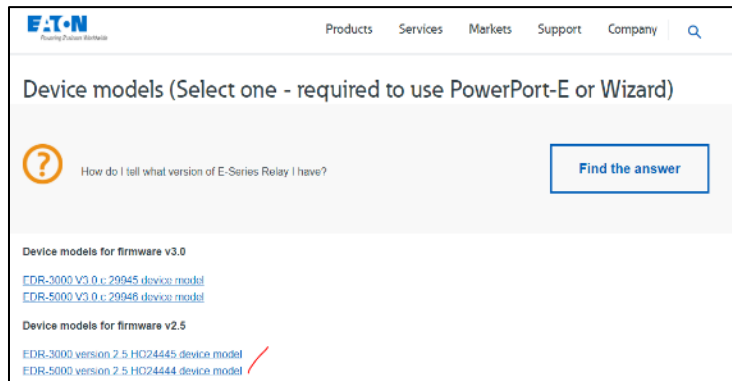 EATON
Powering Business Worldwide
Products Services Markets Support Company
Device models (Select one - required to use PowerPort-E or Wizard)
How do I tell what version of E-Series Relay I have?
Find the answer
Device models for firmware v3.0
EDR-3000 V3.0.c 29945 device model
EDR-5000 V3.0.c 29946 device model
Device models for firmware v2.5
EDR-3000 version 2.5 HO24445 device model
EDR-5000 version 2.5 HO24444 device model